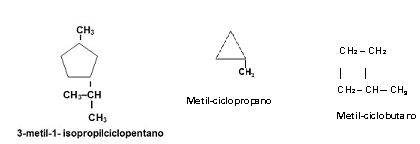 CH₃
CH₃–CH
CH₃
3-metil-1- isopropilciclopentano
CH₃
Metil-ciclopropano
CH₂ – CH₂
CH₂– CH– CH₃
Metil-ciclobutano